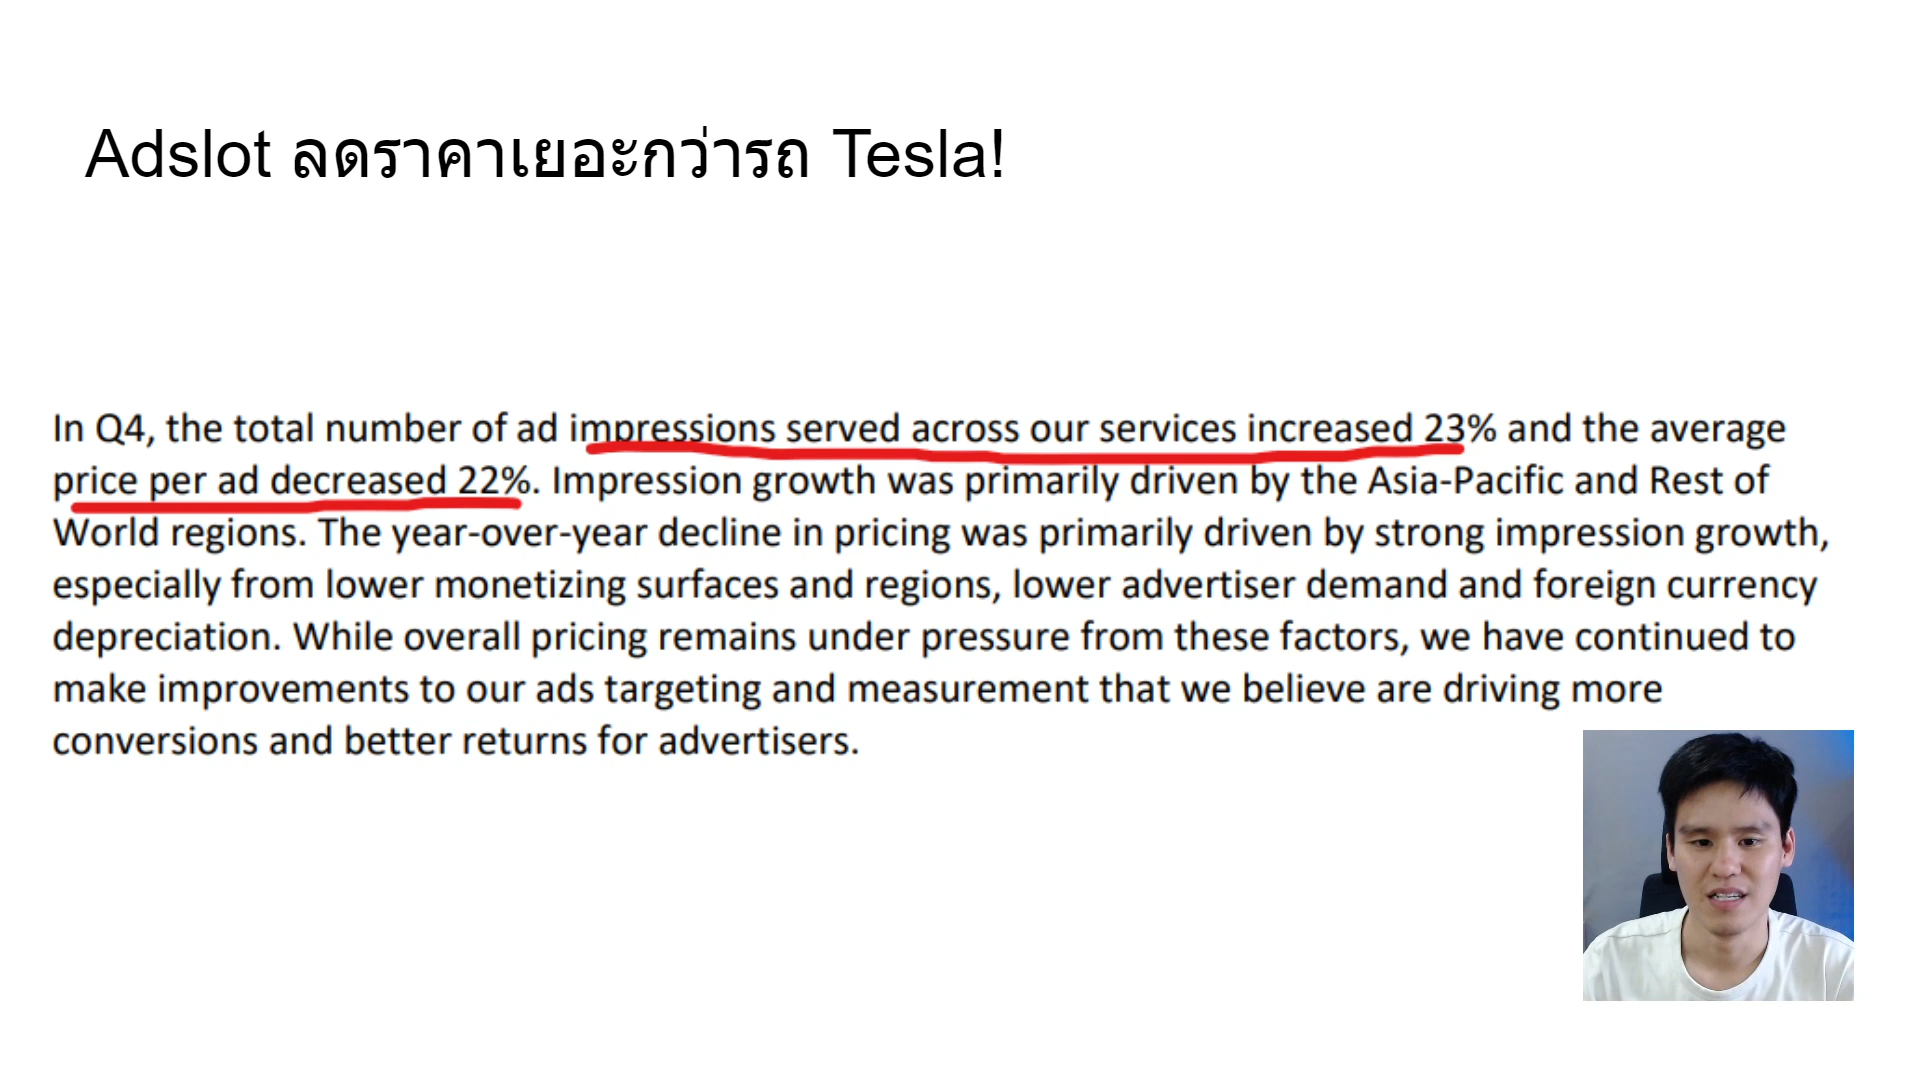 Adslot ลดราคาเยอะกว่ารถ Tesla!
In Q4, the total number of ad impressions served across our services increased 23% and the average
price per ad decreased 22%. Impression growth was primarily driven by the Asia-Pacific and Rest of
World regions. The year-over-year decline in pricing was primarily driven by strong impression growth,
especially from lower monetizing surfaces and regions, lower advertiser demand and foreign currency
depreciation. While overall pricing remains under pressure from these factors, we have continued to
make improvements to our ads targeting and measurement that we believe are driving more
conversions and better returns for advertisers.